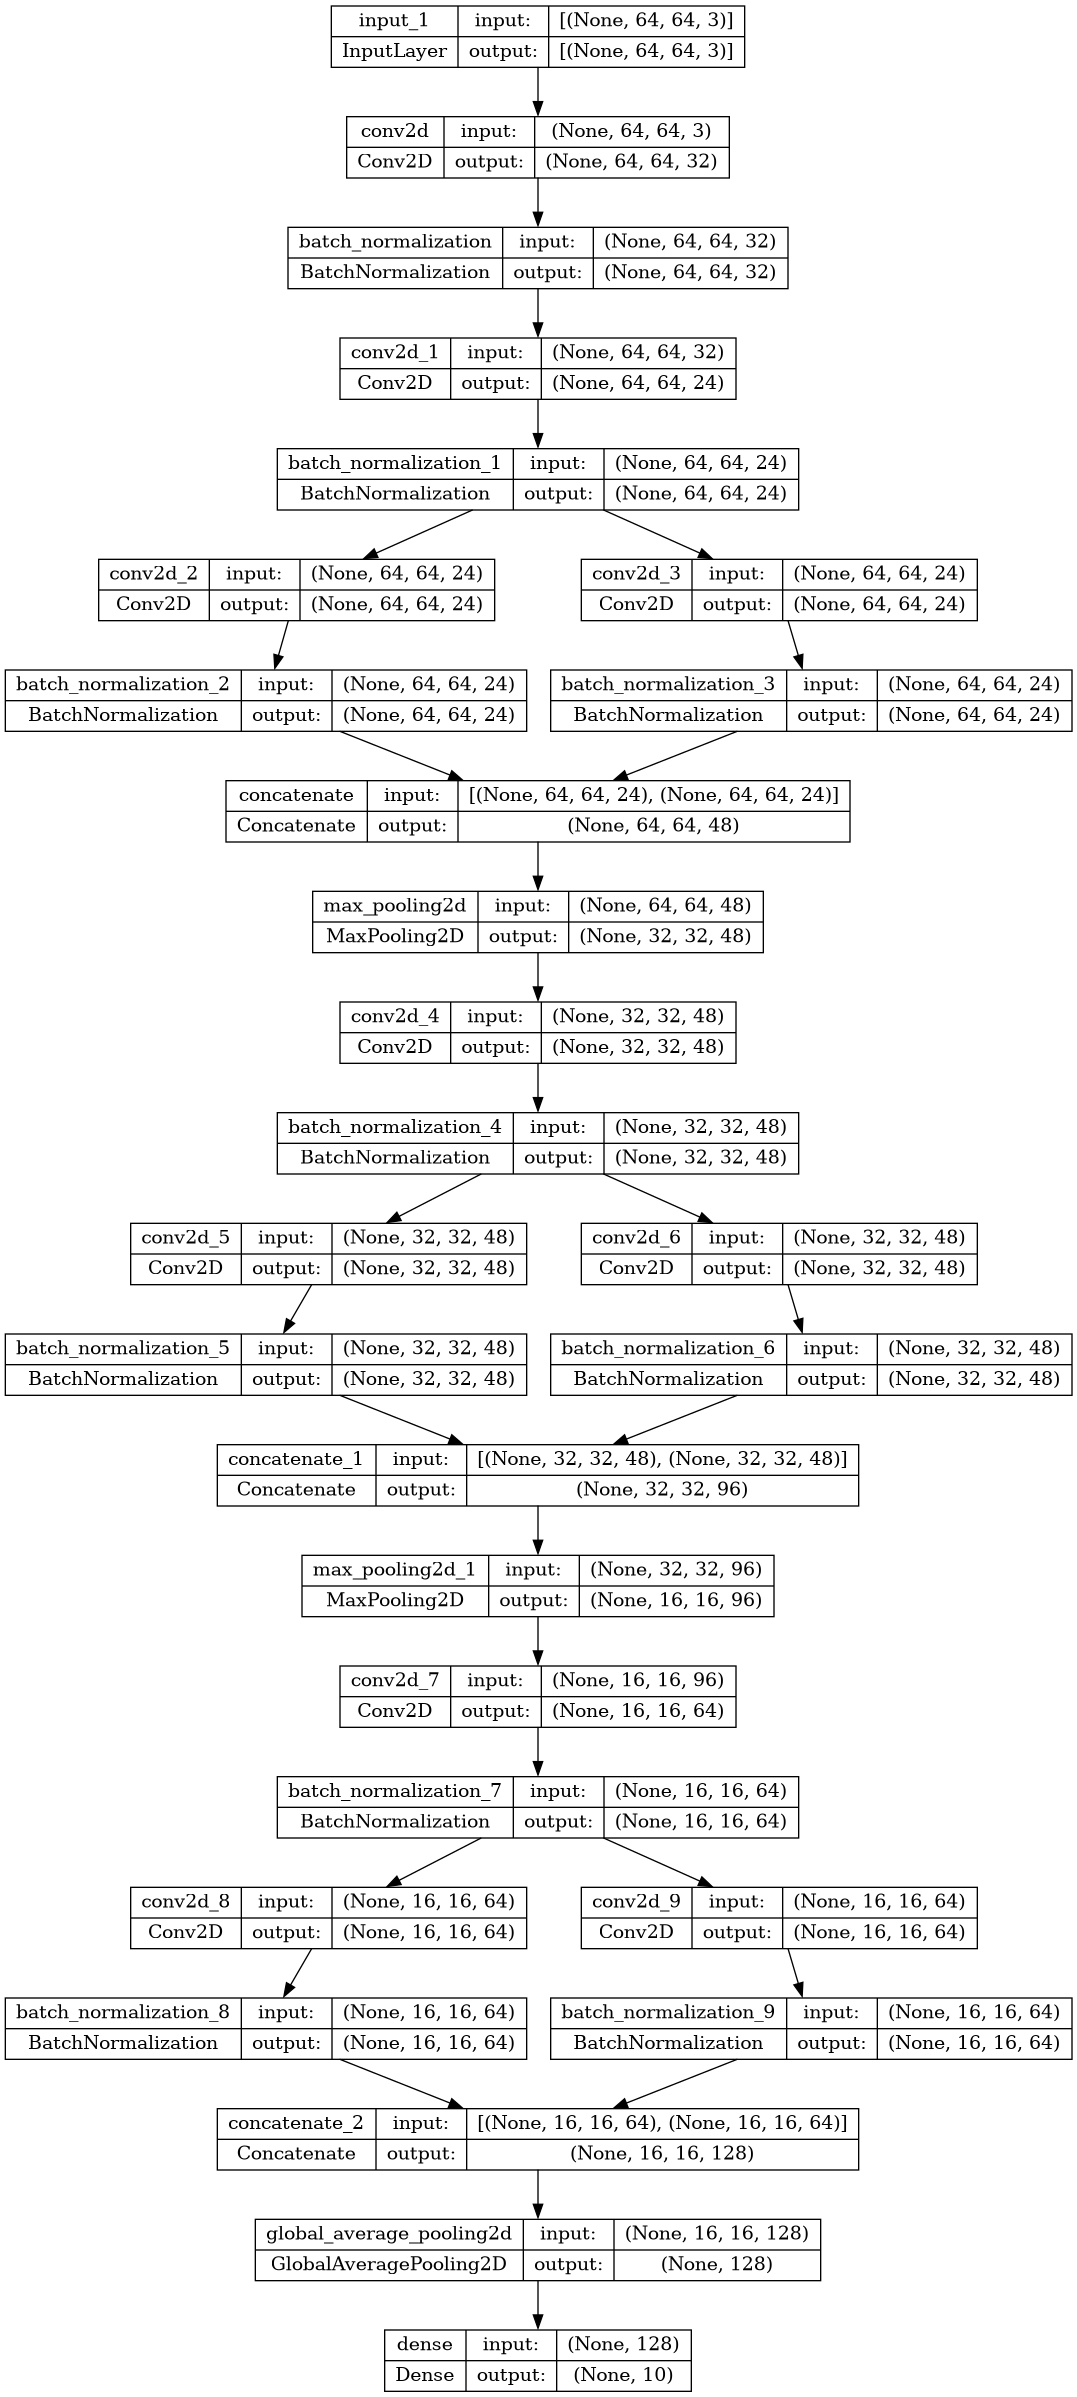 input_1 input: [(None, 64, 64, 3)]
InputLayer output: [(None, 64, 64, 3)]
conv2d input: (None, 64, 64, 3)
Conv2D output: (None, 64, 64, 32)
batch_normalization input: (None, 64, 64, 32)
BatchNormalization output: (None, 64, 64, 32)
conv2d_1 input: (None, 64, 64, 32)
Conv2D output: (None, 64, 64, 24)
batch_normalization_1 input: (None, 64, 64, 24)
BatchNormalization output: (None, 64, 64, 24)
conv2d_2 input: (None, 64, 64, 24)
Conv2D output: (None, 64, 64, 24)
conv2d_3 input: (None, 64, 64, 24)
Conv2D output: (None, 64, 64, 24)
batch_normalization_2 input: (None, 64, 64, 24)
BatchNormalization output: (None, 64, 64, 24)
batch_normalization_3 input: (None, 64, 64, 24)
BatchNormalization output: (None, 64, 64, 24)
concatenate input: [(None, 64, 64, 24), (None, 64, 64, 24)]
Concatenate output: (None, 64, 64, 48)
max_pooling2d input: (None, 64, 64, 48)
MaxPooling2D output: (None, 32, 32, 48)
conv2d_4 input: (None, 32, 32, 48)
Conv2D output: (None, 32, 32, 48)
batch_normalization_4 input: (None, 32, 32, 48)
BatchNormalization output: (None, 32, 32, 48)
conv2d_5 input: (None, 32, 32, 48)
Conv2D output: (None, 32, 32, 48)
conv2d_6 input: (None, 32, 32, 48)
Conv2D output: (None, 32, 32, 48)
batch_normalization_5 input: (None, 32, 32, 48)
BatchNormalization output: (None, 32, 32, 48)
batch_normalization_6 input: (None, 32, 32, 48)
BatchNormalization output: (None, 32, 32, 48)
concatenate_1 input: [(None, 32, 32, 48), (None, 32, 32, 48)]
Concatenate output: (None, 32, 32, 96)
max_pooling2d_1 input: (None, 32, 32, 96)
MaxPooling2D output: (None, 16, 16, 96)
conv2d_7 input: (None, 16, 16, 96)
Conv2D output: (None, 16, 16, 64)
batch_normalization_7 input: (None, 16, 16, 64)
BatchNormalization output: (None, 16, 16, 64)
conv2d_8 input: (None, 16, 16, 64)
Conv2D output: (None, 16, 16, 64)
conv2d_9 input: (None, 16, 16, 64)
Conv2D output: (None, 16, 16, 64)
batch_normalization_8 input: (None, 16, 16, 64)
BatchNormalization output: (None, 16, 16, 64)
batch_normalization_9 input: (None, 16, 16, 64)
BatchNormalization output: (None, 16, 16, 64)
concatenate_2 input: [(None, 16, 16, 64), (None, 16, 16, 64)]
Concatenate output: (None, 16, 16, 128)
global_average_pooling2d input: (None, 16, 16, 128)
GlobalAveragePooling2D output: (None, 128)
dense input: (None, 128)
Dense output: (None, 10)